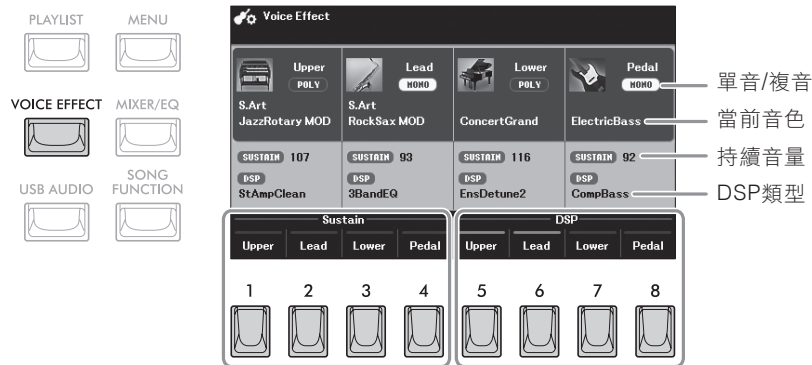 PLAYLIST MENU
VOICE EFFECT MIXER/EQ
USB AUDIO SONG FUNCTION
Voice Effect
Upper
POLY
S.Art
JazzRotary MOD
Lead
MONO
S.Art
RockSax MOD
Lower
POLY
ConcertGrand
Pedal
MONO
ElectricBass
單音/複音
當前音色
SUSTAIN 107
SUSTAIN 93
SUSTAIN 116
SUSTAIN 92
持續音量
DSP
StAmpClean
DSP
3BandEQ
DSP
EnsDetune2
DSP
CompBass
DSP類型
Sustain
Upper Lead Lower Pedal
DSP
Upper Lead Lower Pedal
1 2 3 4 5 6 7 8